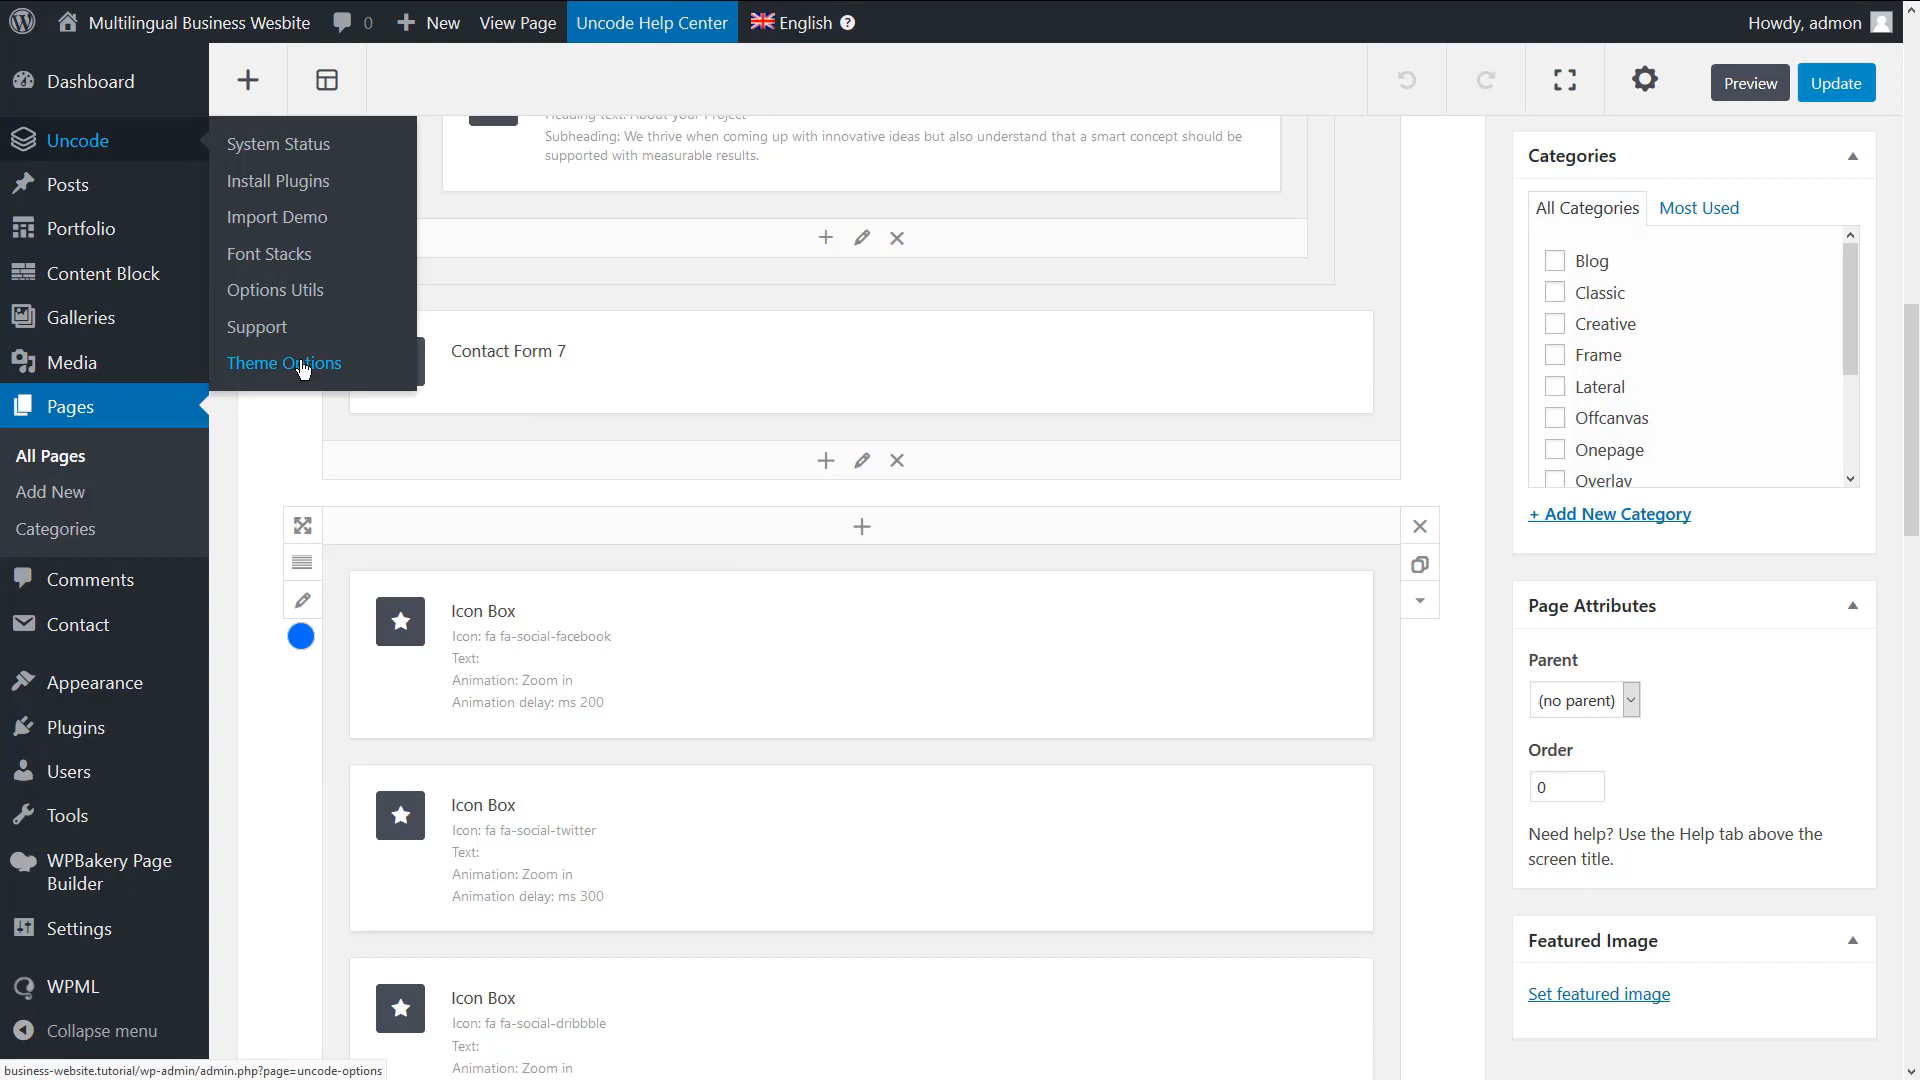 Multilingual Business Wesbite
0
New
View Page
Uncode Help Center
English
Howdy, admon
Preview
Update
Dashboard
Uncode
Posts
Portfolio
Content Block
Galleries
Media
Pages
All Pages
Add New
Categories
Comments
Contact
Appearance
Plugins
Users
Tools
WPBakery Page
Builder
Settings
WPML
Collapse menu
System Status
Install Plugins
Import Demo
Font Stacks
Options Utils
Support
Theme Options
Heading text: About your Project
Subheading: We thrive when coming up with innovative ideas but also understand that a smart concept should be
supported with measurable results.
Contact Form 7
Icon Box
Icon: fa fa-social-facebook
Text:
Animation: Zoom in
Animation delay: ms 200
Icon Box
Icon: fa fa-social-twitter
Text:
Animation: Zoom in
Animation delay: ms 300
Icon Box
Icon: fa fa-social-dribbble
Text:
Animation: Zoom in
Categories
All Categories
Most Used
Blog
Classic
Creative
Frame
Lateral
Offcanvas
Onepage
Overlay
+ Add New Category
Page Attributes
Parent
(no parent)
Order
0
Need help? Use the Help tab above the
screen title.
Featured Image
Set featured image
business-website.tutorial/wp-admin/admin.php?page=uncode-options